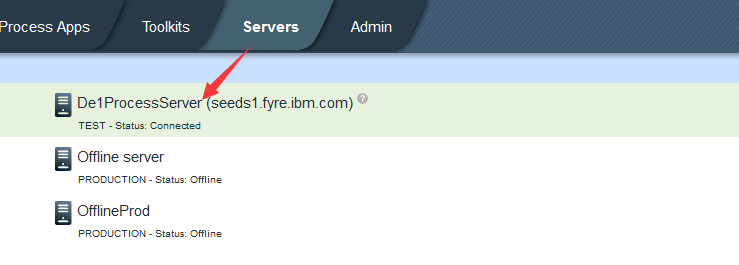 Process Apps Toolkits Servers Admin
De1ProcessServer (seeds1.fyre.ibm.com) ?
TEST - Status: Connected
Offline server
PRODUCTION - Status: Offline
OfflineProd
PRODUCTION - Status: Offline